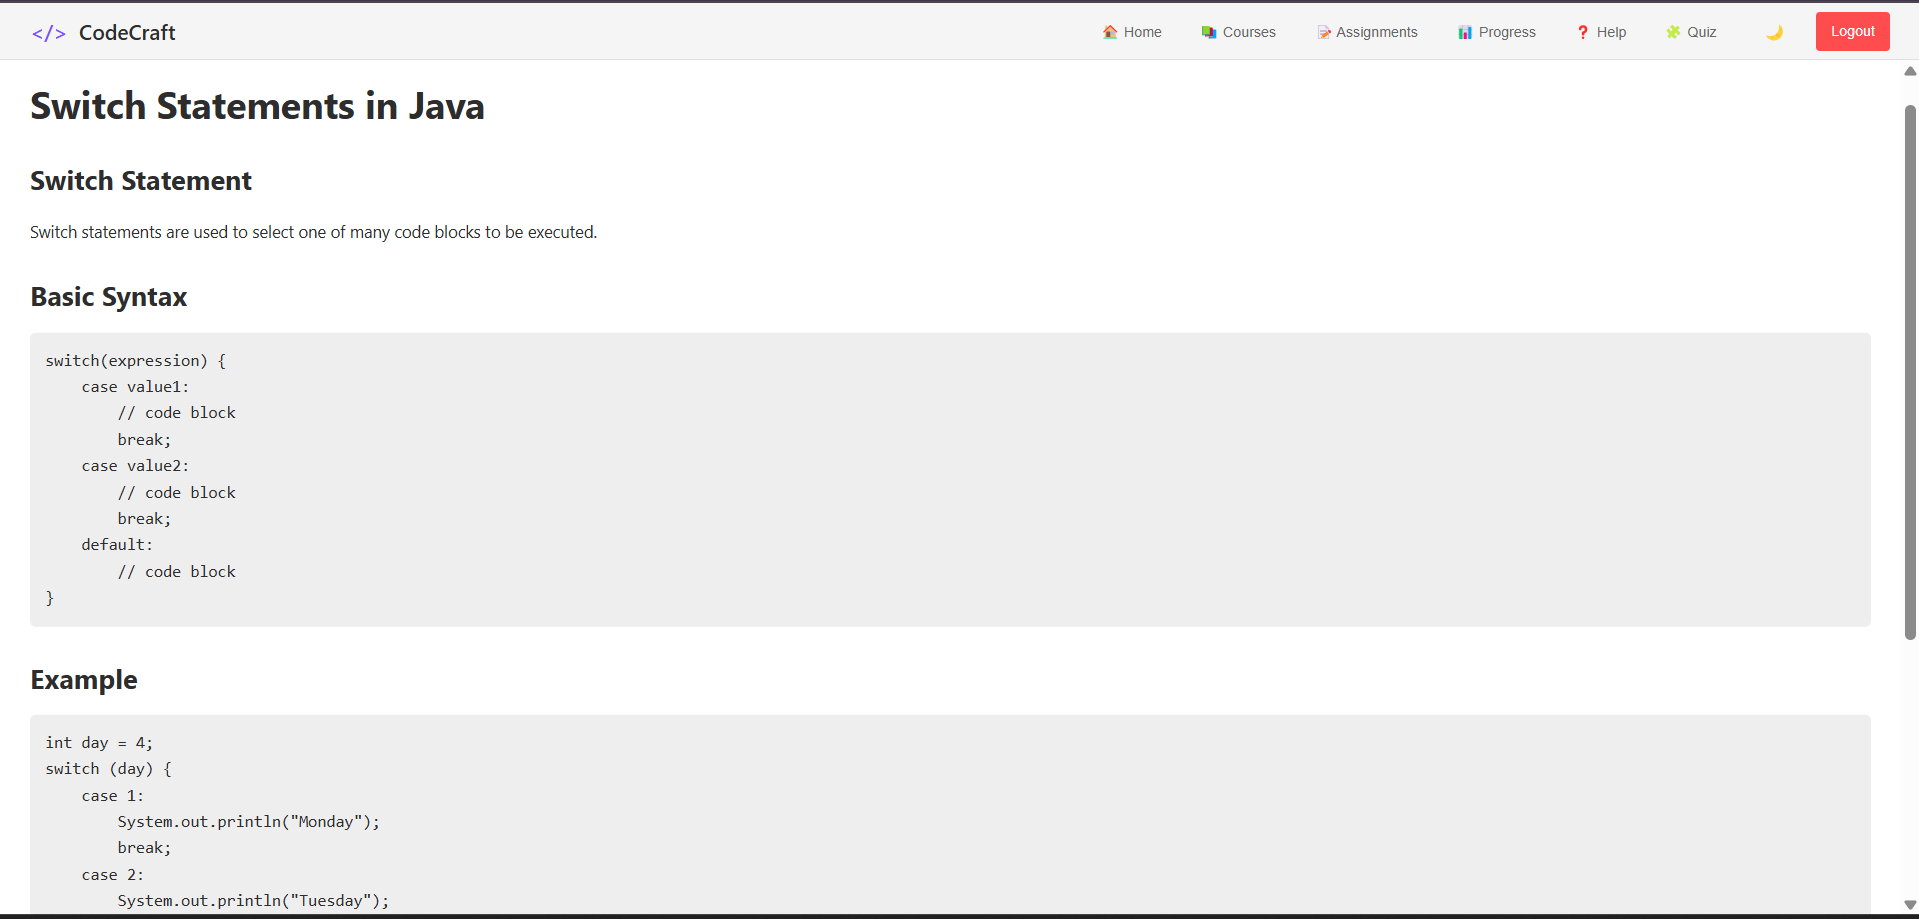 </> CodeCraft
Home Courses Assignments Progress Help Quiz Logout
Switch Statements in Java
Switch Statement
Switch statements are used to select one of many code blocks to be executed.
Basic Syntax
switch(expression) {
    case value1:
        // code block
        break;
    case value2:
        // code block
        break;
    default:
        // code block
}
Example
int day = 4;
switch (day) {
    case 1:
        System.out.println("Monday");
        break;
    case 2:
        System.out.println("Tuesday");